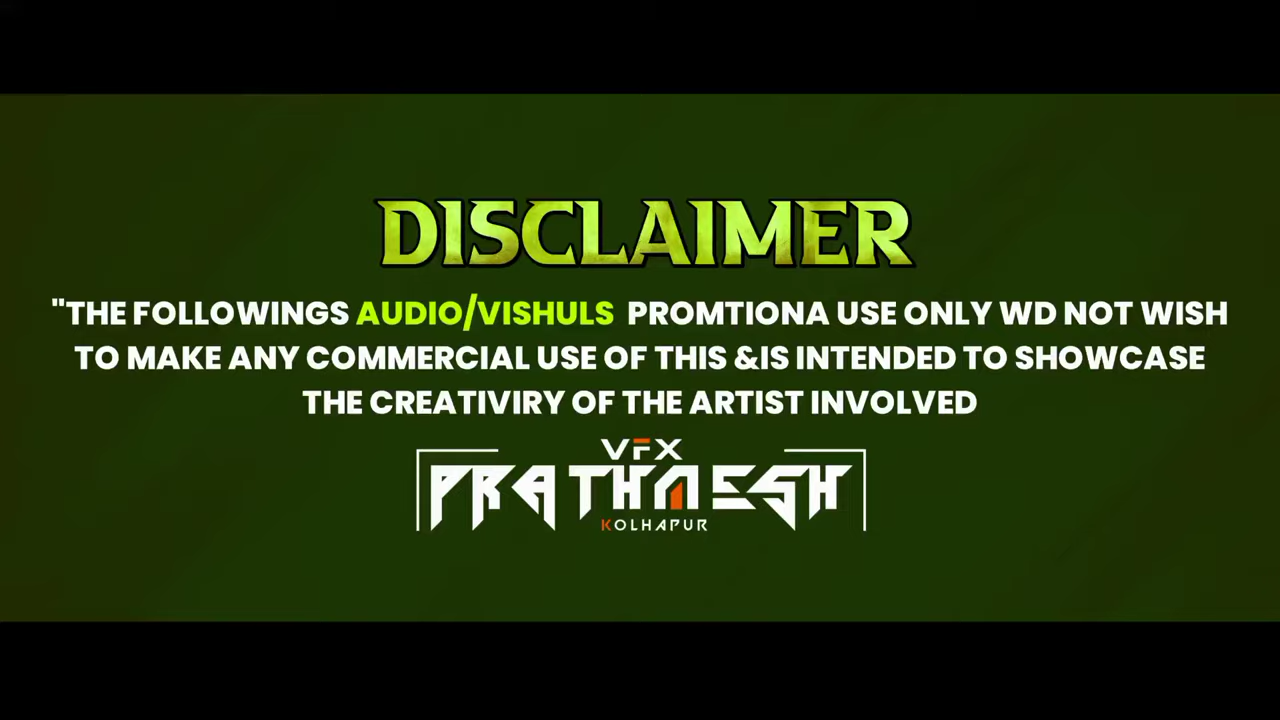 DISCLAIMER
"THE FOLLOWINGS AUDIO/VISHULS PROMTIONA USE ONLY WD NOT WISH
TO MAKE ANY COMMERCIAL USE OF THIS &IS INTENDED TO SHOWCASE
THE CREATIVIRY OF THE ARTIST INVOLVED
VFX
PRATHMESH
KOLHAPUR